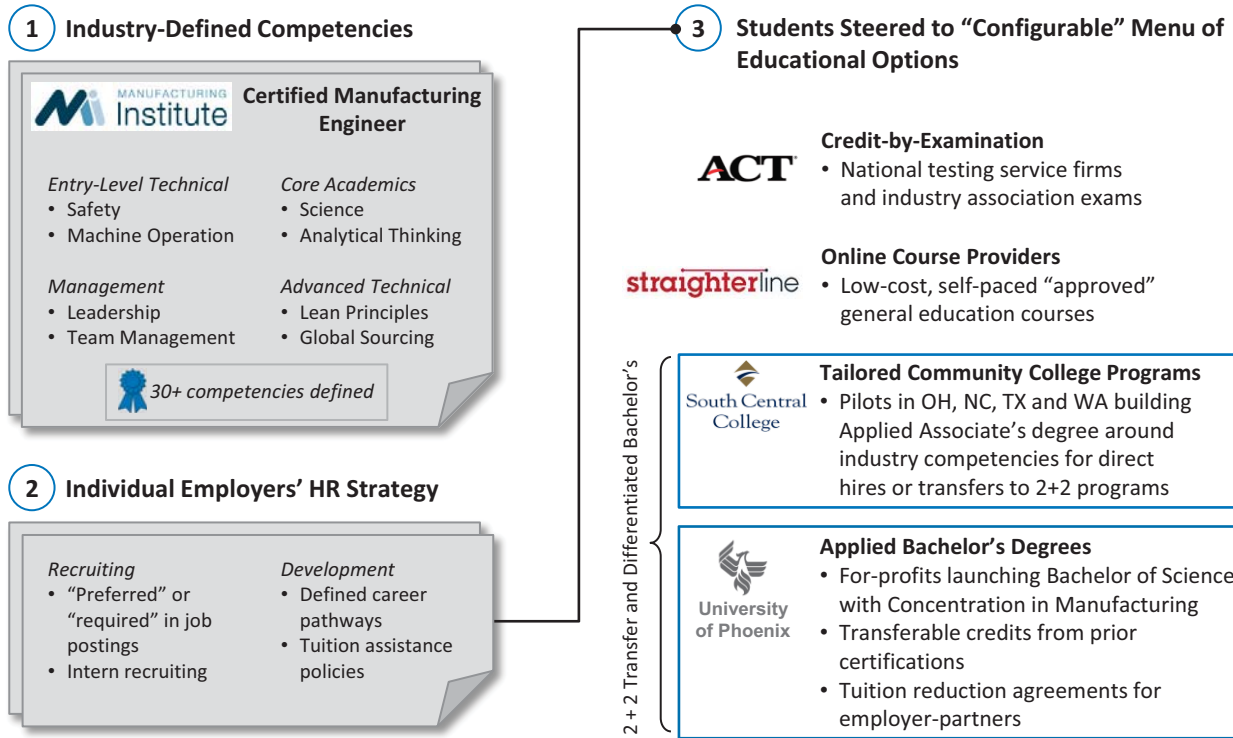 1 Industry-Defined Competencies
MANUFACTURING
Mi Institute
Certified Manufacturing
Engineer
Entry-Level Technical
• Safety
• Machine Operation
Core Academics
• Science
• Analytical Thinking
Management
• Leadership
• Team Management
Advanced Technical
• Lean Principles
• Global Sourcing
30+ competencies defined
2 Individual Employers’ HR Strategy
Recruiting
• “Preferred” or
“required” in job
postings
• Intern recruiting
Development
• Defined career
pathways
• Tuition assistance
policies
3 Students Steered to “Configurable” Menu of
Educational Options
ACT
Credit-by-Examination
• National testing service firms
and industry association exams
straighterline
Online Course Providers
• Low-cost, self-paced “approved”
general education courses
2 + 2 Transfer and Differentiated Bachelor’s
South Central
College
Tailored Community College Programs
• Pilots in OH, NC, TX and WA building
Applied Associate’s degree around
industry competencies for direct
hires or transfers to 2+2 programs
University
of Phoenix
Applied Bachelor’s Degrees
• For-profits launching Bachelor of Science
with Concentration in Manufacturing
• Transferable credits from prior
certifications
• Tuition reduction agreements for
employer-partners